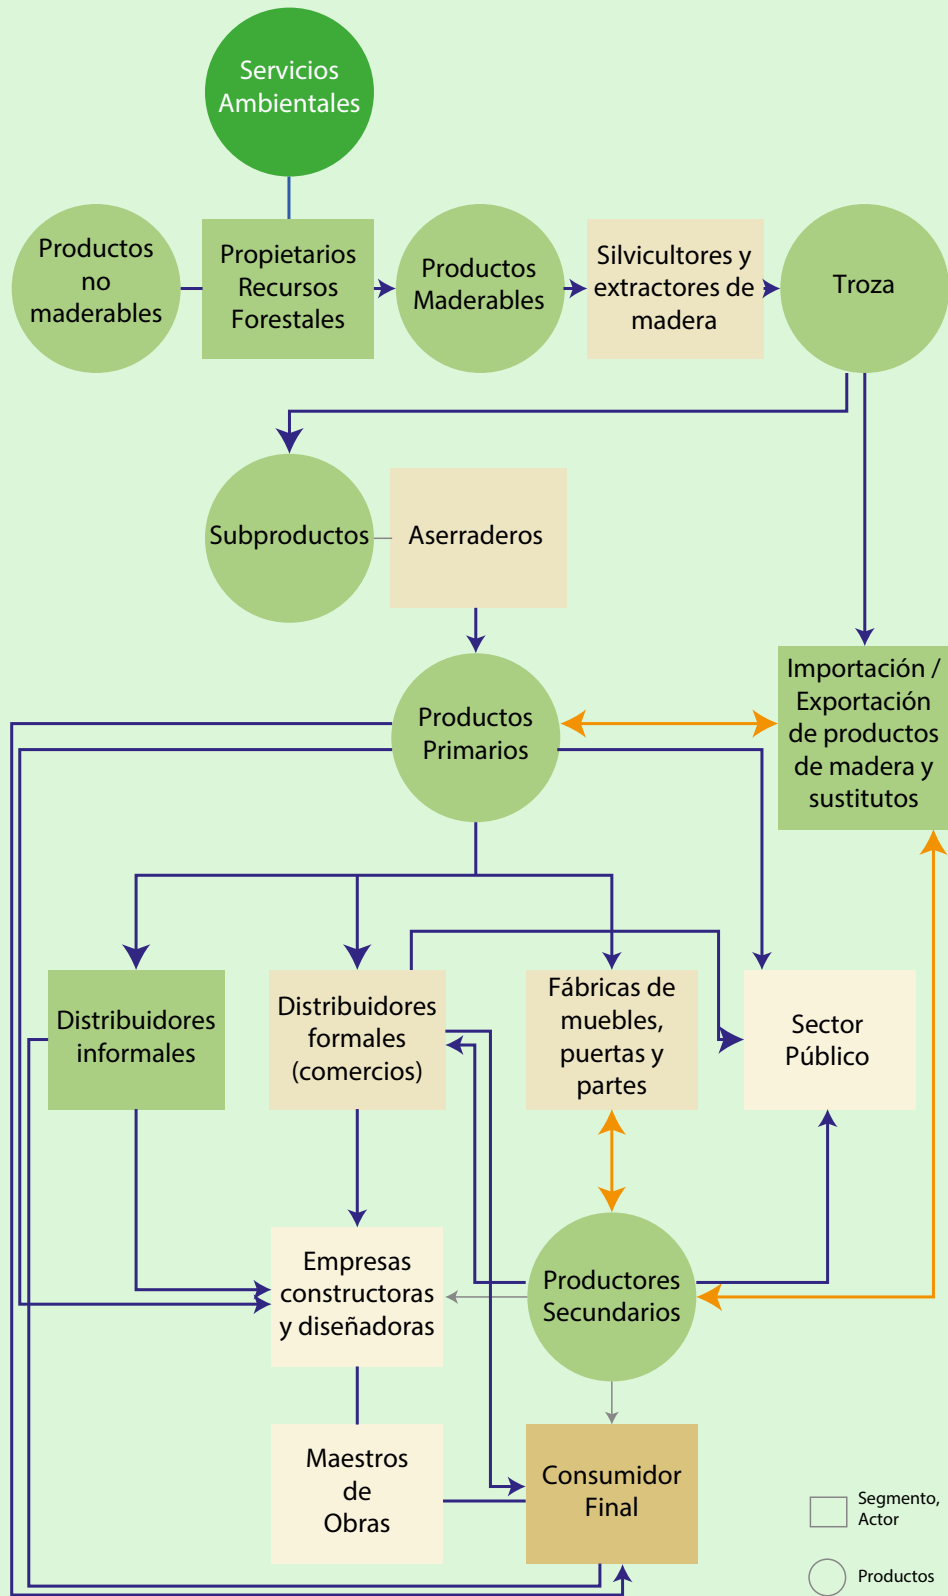 Servicios
Ambientales
Productos
no
maderables
Propietarios
Recursos
Forestales
Productos
Maderables
Silvicultores y
extractores de
madera
Troza
Subproductos
Aserraderos
Productos
Primarios
Importación /
Exportación
de productos
de madera y
sustitutos
Distribuidores
informales
Distribuidores
formales
(comercios)
Fábricas de
muebles,
puertas y
partes
Sector
Público
Empresas
constructoras
y diseñadoras
Productores
Secundarios
Maestros
de
Obras
Consumidor
Final
Segmento,
Actor
Productos